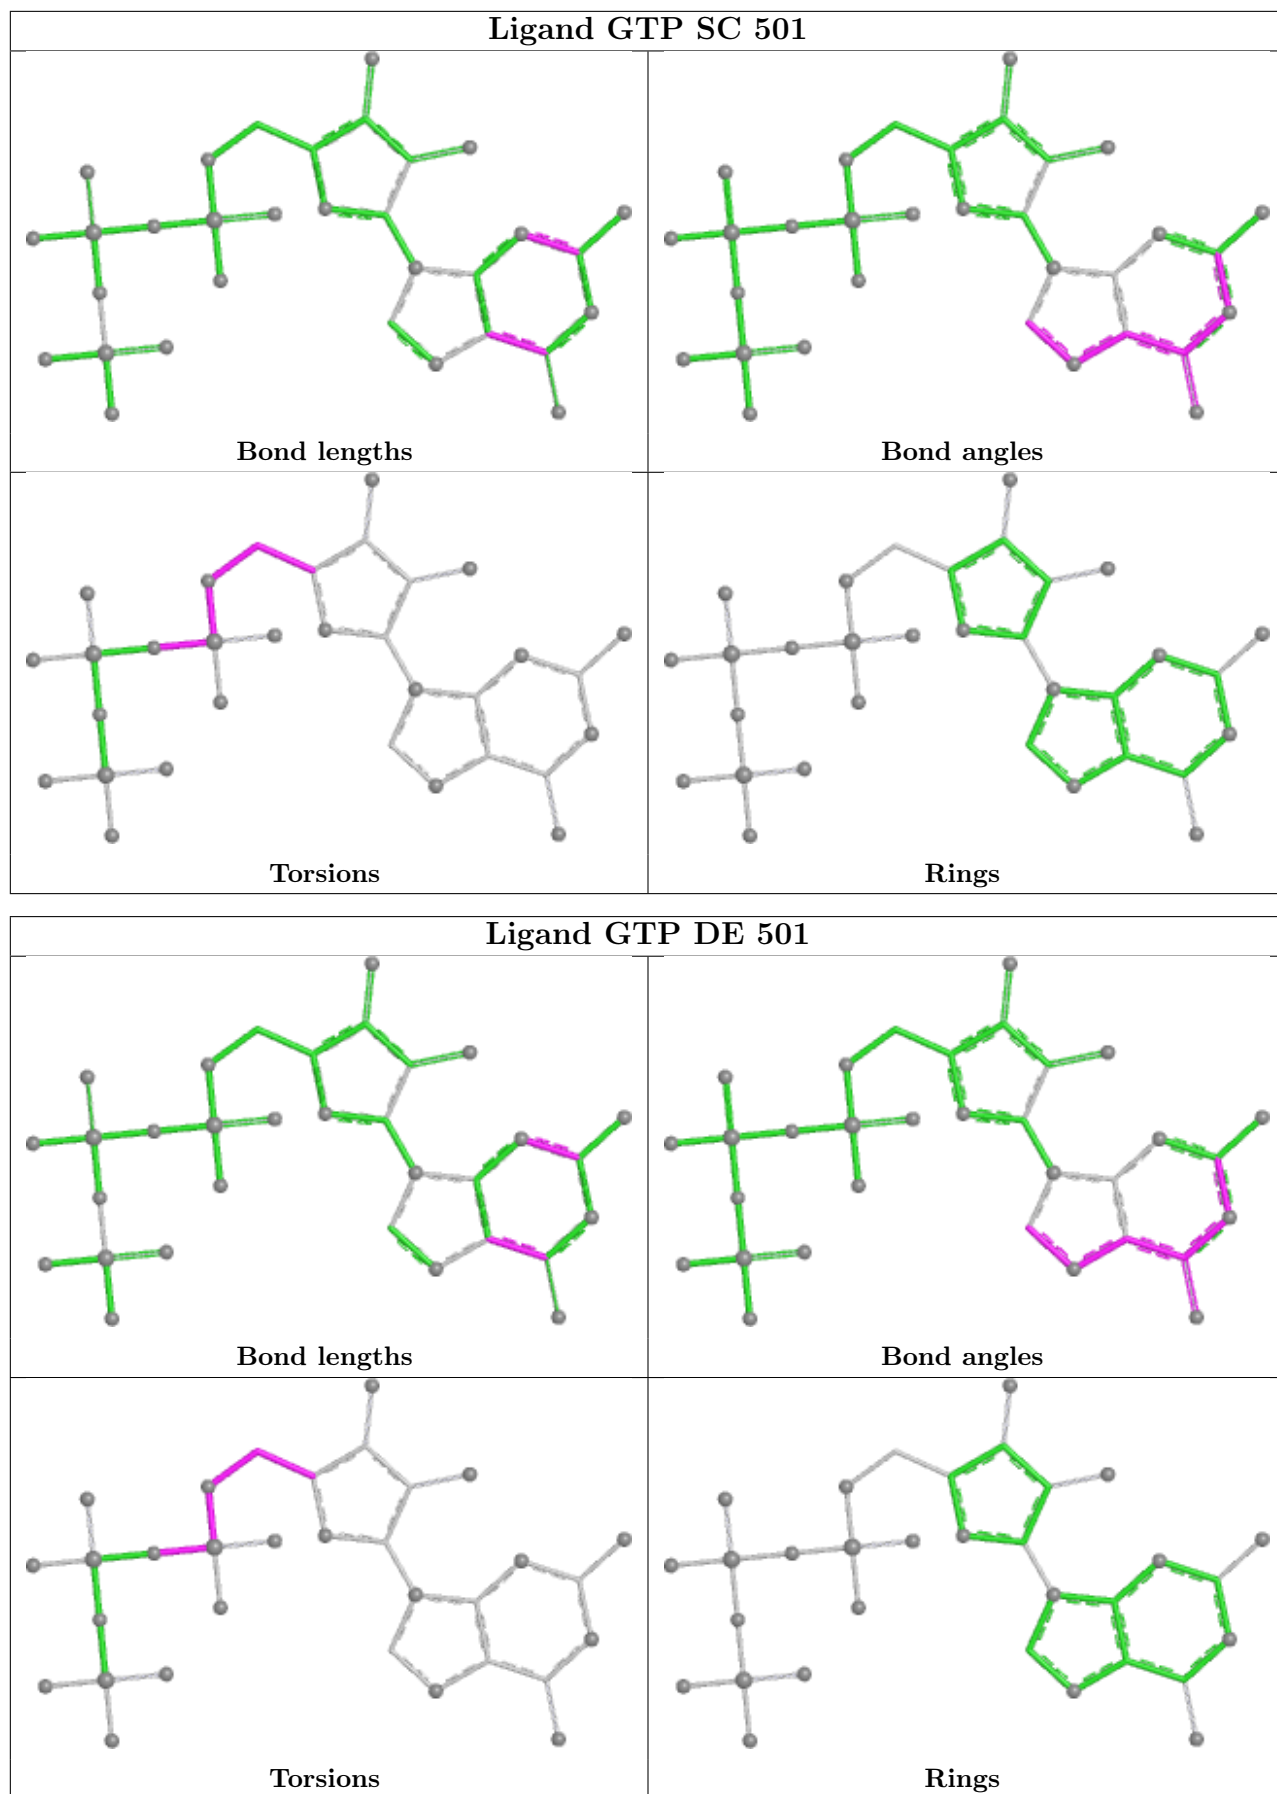 Ligand GTP SC 501
Bond lengths
Bond angles
Torsions
Rings
Ligand GTP DE 501
Bond lengths
Bond angles
Torsions
Rings